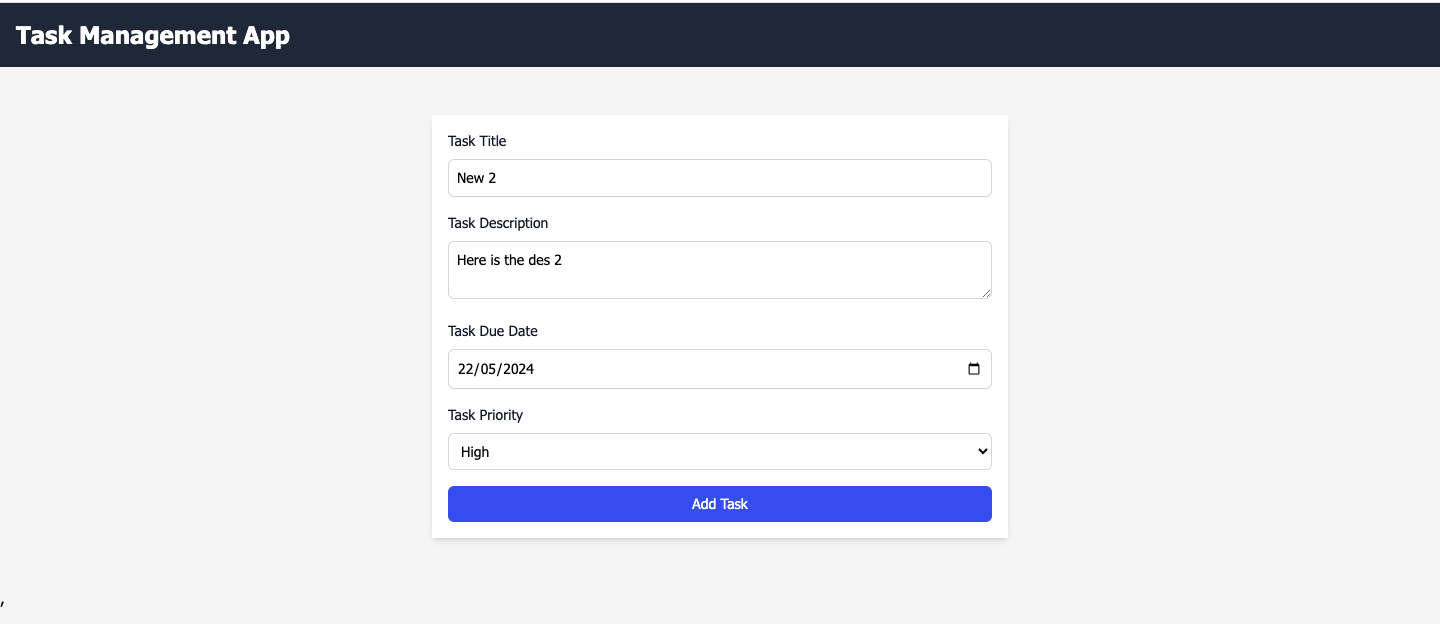 Task Management App
Task Title
New 2
Task Description
Here is the des 2
Task Due Date
22/05/2024
Task Priority
High
Add Task
,